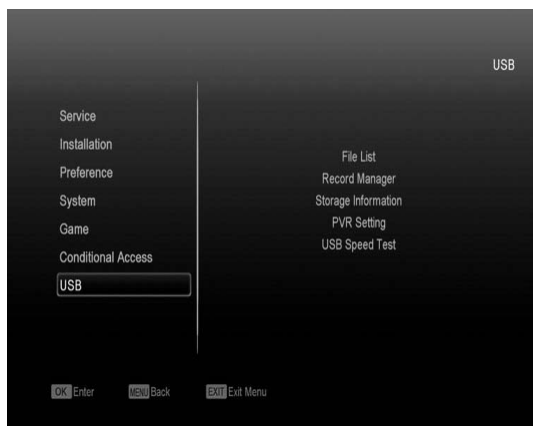 USB
Service
Installation
Preference
System
Game
Conditional Access
USB
File List
Record Manager
Storage Information
PVR Setting
USB Speed Test
OK Enter MENU Back EXIT Exit Menu